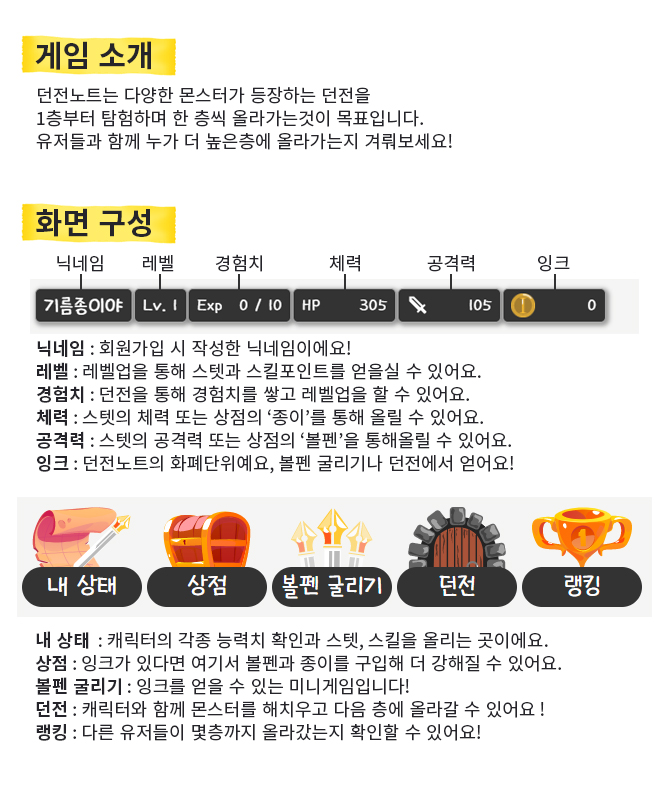 게임 소개
던전노트는 다양한 몬스터가 등장하는 던전을
1층부터 탐험하며 한 층씩 올라가는것이 목표입니다.
유저들과 함께 누가 더 높은층에 올라가는지 겨뤄보세요!
화면 구성
닉네임 레벨 경험치 체력 공격력 잉크
기름종이야 Lv. 1 Exp 0 / 10 HP 305 105 1 0
닉네임 : 회원가입 시 작성한 닉네임이에요!
레벨 : 레벨업을 통해 스텟과 스킬포인트를 얻을실 수 있어요.
경험치 : 던전을 통해 경험치를 쌓고 레벨업을 할 수 있어요.
체력 : 스텟의 체력 또는 상점의 ‘종이’를 통해 올릴 수 있어요.
공격력 : 스텟의 공격력 또는 상점의 ‘볼펜’을 통해올릴 수 있어요.
잉크 : 던전노트의 화폐단위예요, 볼펜 굴리기나 던전에서 얻어요!
1
내 상태 상점 볼펜 굴리기 던전 랭킹
내 상태 : 캐릭터의 각종 능력치 확인과 스텟, 스킬을 올리는 곳이에요.
상점 : 잉크가 있다면 여기서 볼펜과 종이를 구입해 더 강해질 수 있어요.
볼펜 굴리기 : 잉크를 얻을 수 있는 미니게임입니다!
던전 : 캐릭터와 함께 몬스터를 해치우고 다음 층에 올라갈 수 있어요 !
랭킹 : 다른 유저들이 몇층까지 올라갔는지 확인할 수 있어요!